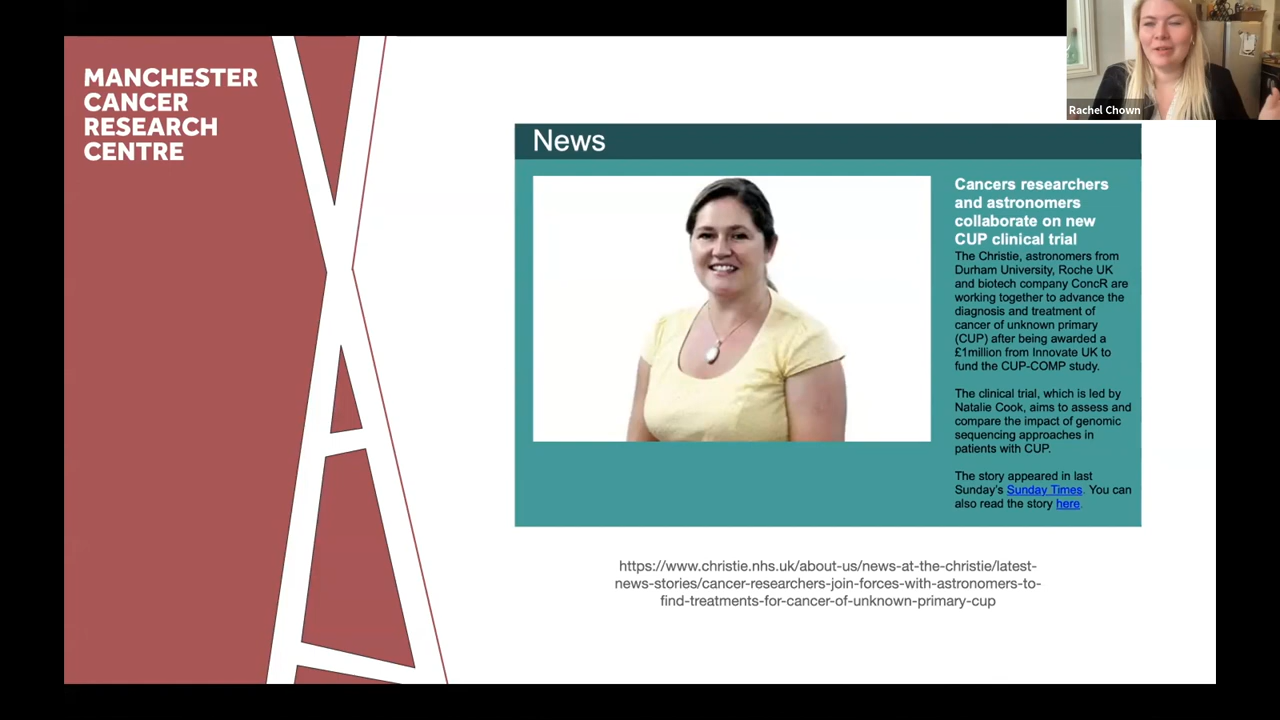 MANCHESTER
CANCER
RESEARCH
CENTRE
Rachel Chown
News
Cancers researchers
and astronomers
collaborate on new
CUP clinical trial
The Christie, astronomers from
Durham University, Roche UK
and biotech company ConcR are
working together to advance the
diagnosis and treatment of
cancer of unknown primary
(CUP) after being awarded a
£1million from Innovate UK to
fund the CUP-COMP study.
The clinical trial, which is led by
Natalie Cook, aims to assess and
compare the impact of genomic
sequencing approaches in
patients with CUP.
The story appeared in last
Sunday's Sunday Times. You can
also read the story here.
https://www.christie.nhs.uk/about-us/news-at-the-christie/latest-
news-stories/cancer-researchers-join-forces-with-astronomers-to-
find-treatments-for-cancer-of-unknown-primary-cup